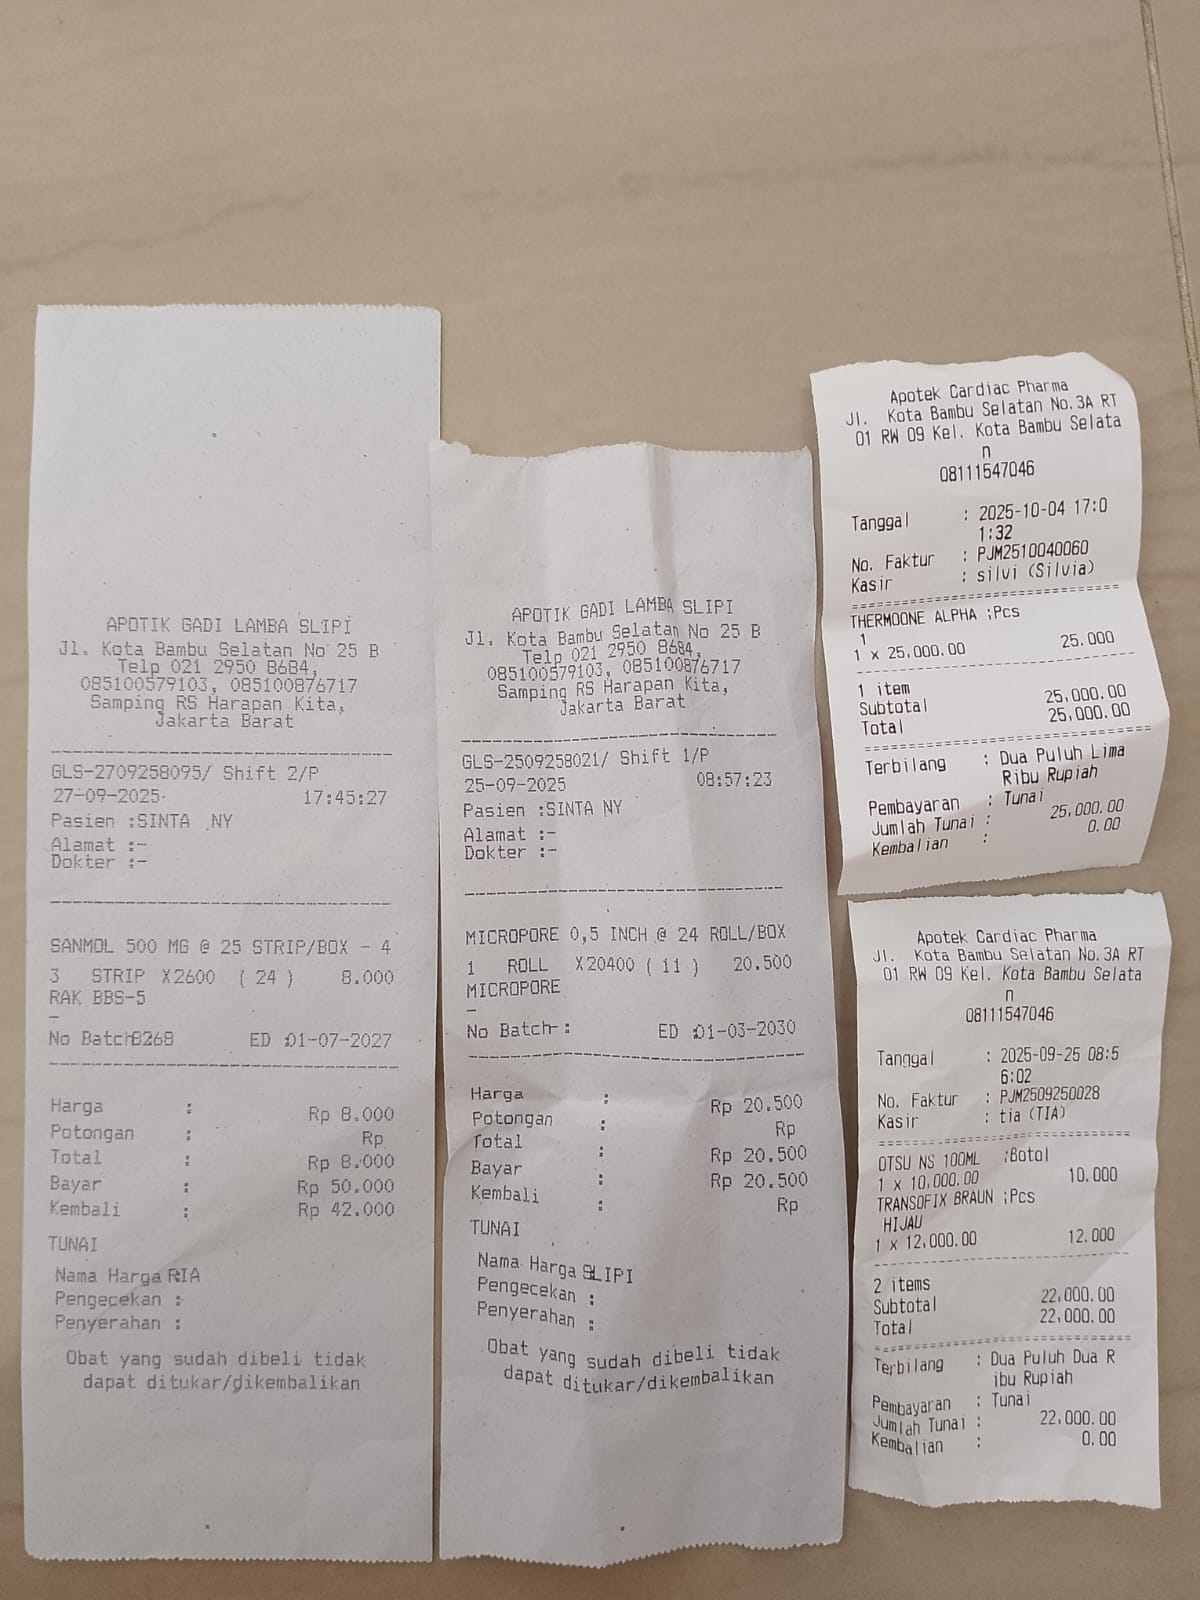 APOTIK GADI LAMBA SLIPI
Jl. Kota Bambu Selatan No 25 B
Telp 021 2950 8684,
085100579103, 085100876717
Samping RS Harapan Kita,
Jakarta Barat
GLS-2709258095/ Shift 2/P
27-09-2025 17:45:27
Pasien :SINTA ,NY
Alamat :-
Dokter :-
SANMOL 500 MG @ 25 STRIP/BOX - 4
3 STRIP X2600 ( 24 ) 8.000
RAK BBS-5
-
No Batch:8268 ED :01-07-2027
Harga : Rp 8.000
Potongan : Rp
Total : Rp 8.000
Bayar : Rp 50.000
Kembali : Rp 42.000
TUNAI
Nama Harga:RIA
Pengecekan :
Penyerahan :
Obat yang sudah dibeli tidak
dapat ditukar/dikembalikan
APOTIK GADI LAMBA SLIPI
Jl. Kota Bambu Selatan No 25 B
Telp 021 2950 8684,
085100579103, 085100876717
Samping RS Harapan Kita,
Jakarta Barat
GLS-2509258021/ Shift 1/P
25-09-2025 08:57:23
Pasien :SINTA NY
Alamat :-
Dokter :-
MICROPORE 0,5 INCH @ 24 ROLL/BOX
1 ROLL X20400 ( 11 ) 20.500
MICROPORE
-
No Batch : ED :01-03-2030
Harga : Rp 20.500
Potongan : Rp
Total : Rp 20.500
Bayar : Rp 20.500
Kembali : Rp
TUNAI
Nama Harga:SLIPI
Pengecekan :
Penyerahan :
Obat yang sudah dibeli tidak
dapat ditukar/dikembalikan
Apotek Cardiac Pharma
Jl. Kota Bambu Selatan No.3A RT
01 RW 09 Kel. Kota Bambu Selata
n
08111547046
Tanggal : 2025-10-04 17:0
1:32
No. Faktur : PJM2510040060
Kasir : silvi (Silvia)
THERMOONE ALPHA ;Pcs
1
1 x 25,000.00 25.000
1 item
Subtotal 25,000.00
Total 25,000.00
Terbilang : Dua Puluh Lima
Ribu Rupiah
Pembayaran : Tunai
Jumlah Tunai : 25,000.00
Kembalian : 0.00
Apotek Cardiac Pharma
Jl. Kota Bambu Selatan No.3A RT
01 RW 09 Kel. Kota Bambu Selata
n
08111547046
Tanggal : 2025-09-25 08:5
6:02
No. Faktur : PJM2509250028
Kasir : tia (TIA)
OTSU NS 100ML ;Botol
1 x 10,000.00 10.000
TRANSOFIX BRAUN ;Pcs
HIJAU
1 x 12,000.00 12.000
2 items
Subtotal 22,000.00
Total 22,000.00
Terbilang : Dua Puluh Dua R
ibu Rupiah
Pembayaran : Tunai
Jumlah Tunai : 22,000.00
Kembalian : 0.00